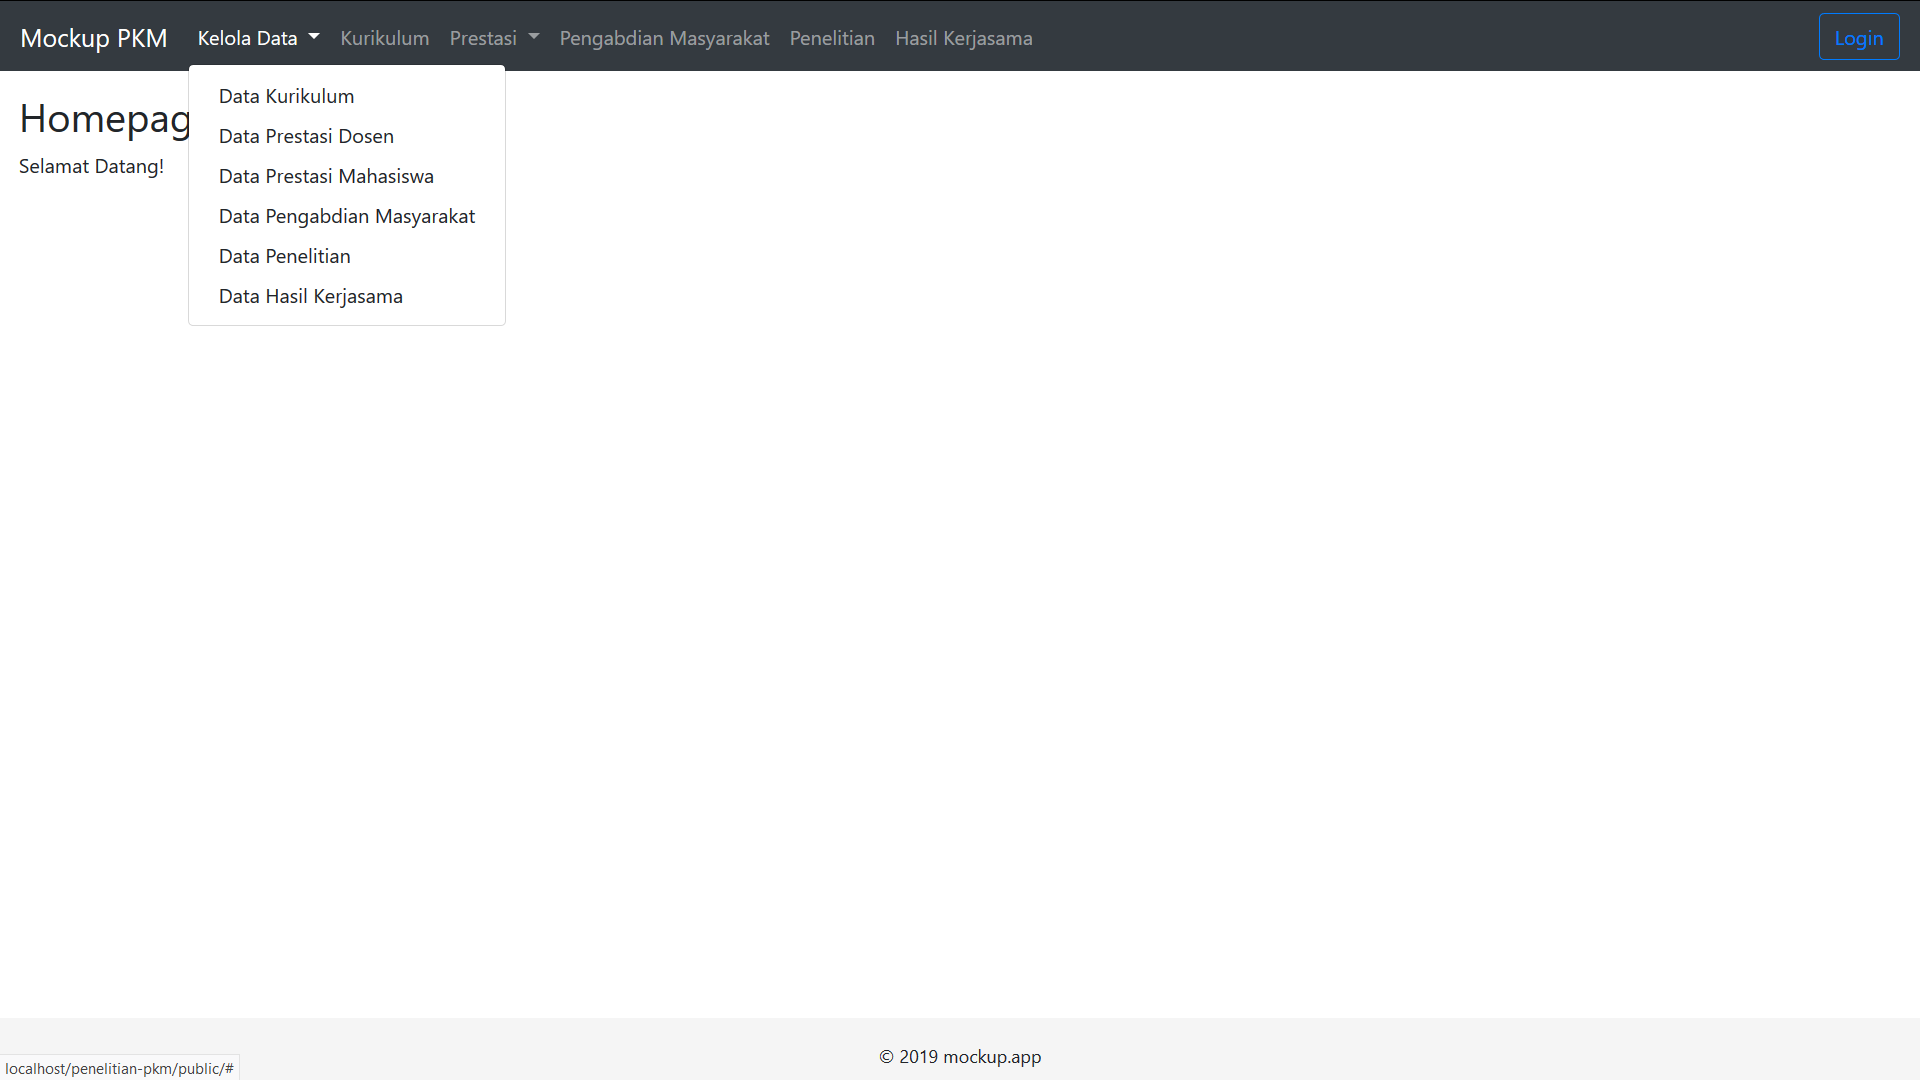 Mockup PKM Kelola Data Kurikulum Prestasi Pengabdian Masyarakat Penelitian Hasil Kerjasama Login
Data Kurikulum
Data Prestasi Dosen
Data Prestasi Mahasiswa
Data Pengabdian Masyarakat
Data Penelitian
Data Hasil Kerjasama
Homepag
Selamat Datang!
© 2019 mockup.app
localhost/penelitian-pkm/public/#